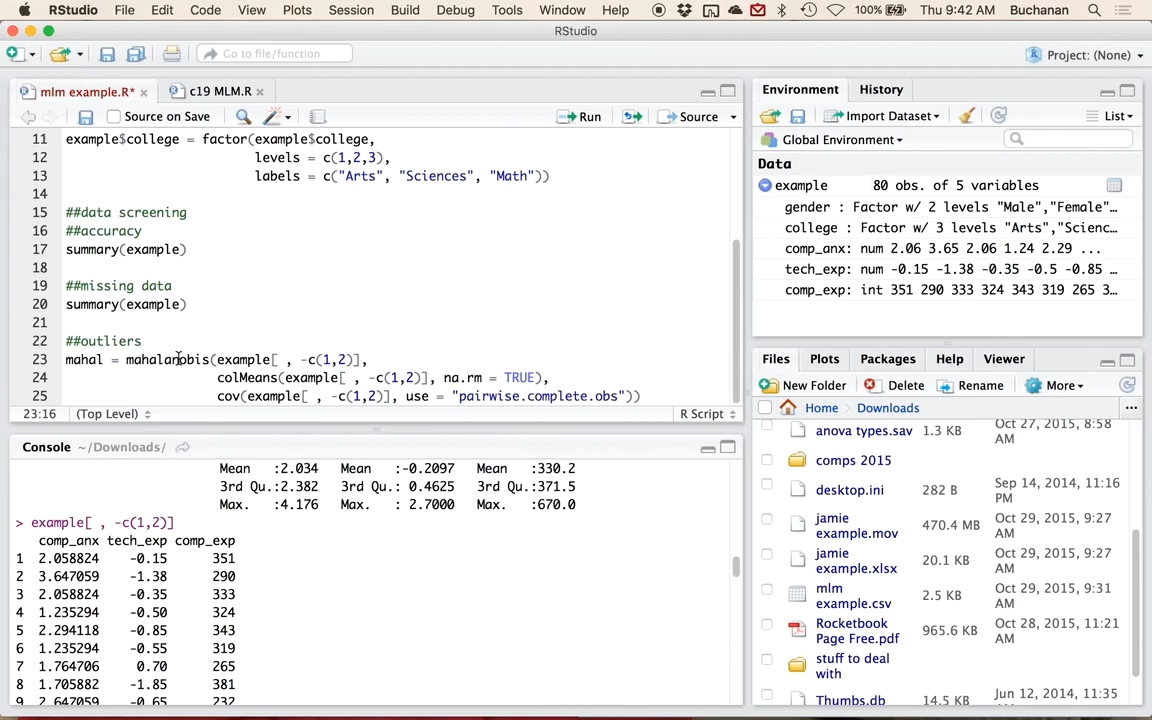 RStudio File Edit Code View Plots Session Build Debug Tools Window Help 100% Thu 9:42 AM Buchanan
RStudio
Go to file/function
Project: (None)
mlm example.R*
c19 MLM.R
Source on Save
Run
Source
11 example$college = factor(example$college,
12 levels = c(1,2,3),
13 labels = c("Arts", "Sciences", "Math"))
14
15 ##data screening
16 ##accuracy
17 summary(example)
18
19 ##missing data
20 summary(example)
21
22 ##outliers
23 mahal = mahalanobis(example[ , -c(1,2)],
24 colMeans(example[ , -c(1,2)], na.rm = TRUE),
25 cov(example[ , -c(1,2)], use = "pairwise.complete.obs"))
23:16 (Top Level) R Script
Console ~/Downloads/
Mean :2.034 Mean :-0.2097 Mean :330.2
3rd Qu.:2.382 3rd Qu.: 0.4625 3rd Qu.:371.5
Max. :4.176 Max. : 2.7000 Max. :670.0
> example[ , -c(1,2)]
comp_anx tech_exp comp_exp
1 2.058824 -0.15 351
2 3.647059 -1.38 290
3 2.058824 -0.35 333
4 1.235294 -0.50 324
5 2.294118 -0.85 343
6 1.235294 -0.55 319
7 1.764706 0.70 265
8 1.705882 -1.85 381
9 2.647059 -0.65 232
Environment History
Import Dataset List
Global Environment
Data
example 80 obs. of 5 variables
gender : Factor w/ 2 levels "Male","Female"…
college : Factor w/ 3 levels "Arts","Scienc…
comp_anx: num 2.06 3.65 2.06 1.24 2.29 ...
tech_exp: num -0.15 -1.38 -0.35 -0.5 -0.85 …
comp_exp: int 351 290 333 324 343 319 265 3…
Files Plots Packages Help Viewer
New Folder Delete Rename More
Home Downloads ...
anova types.sav 1.3 KB Oct 27, 2015, 8:58 AM
comps 2015
desktop.ini 282 B Sep 14, 2014, 11:16 PM
jamie example.mov 470.4 MB Oct 29, 2015, 9:27 AM
jamie example.xlsx 20.1 KB Oct 29, 2015, 9:27 AM
mlm example.csv 2.5 KB Oct 29, 2015, 9:31 AM
Rocketbook Page Free.pdf 965.6 KB Oct 28, 2015, 11:21 AM
stuff to deal with
Thumbs.db 14.5 KB Jun 12, 2014, 11:35